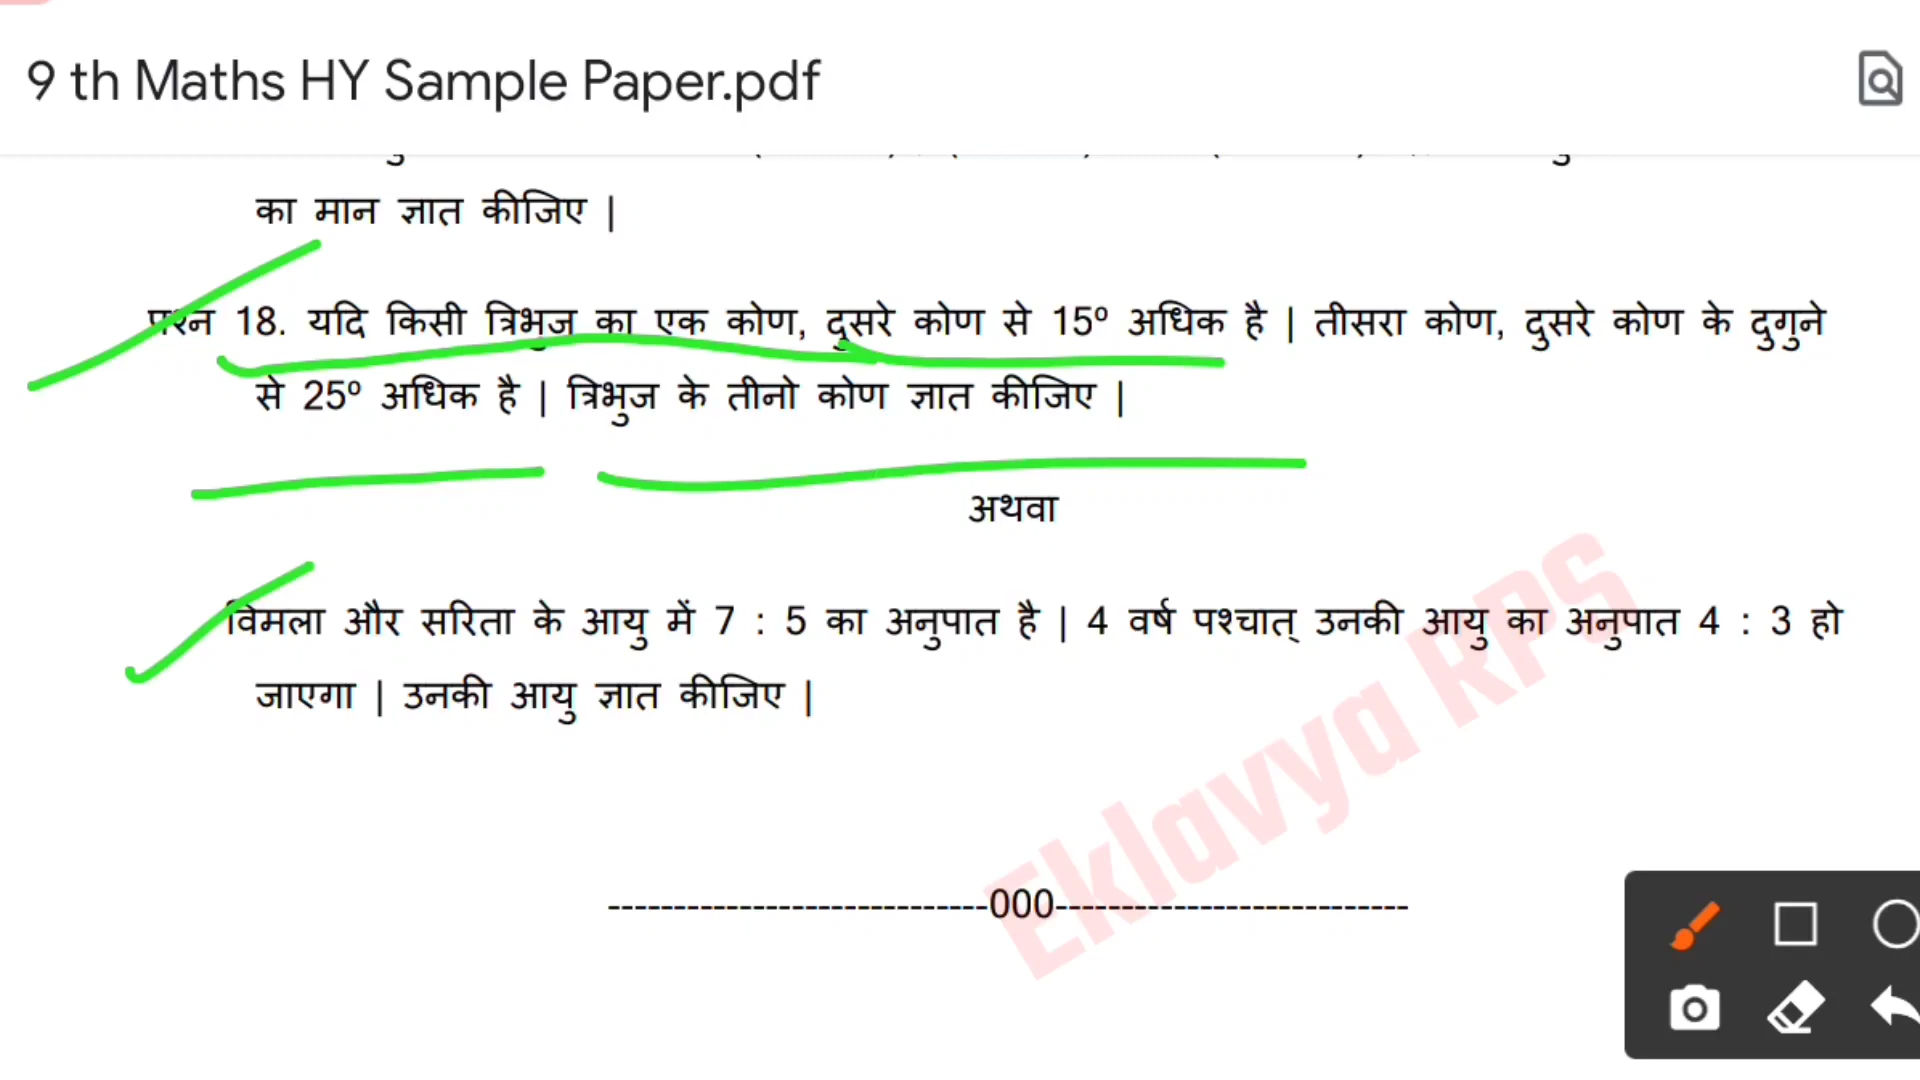 9 th Maths HY Sample Paper.pdf
का मान ज्ञात कीजिए |
प्रश्न 18. यदि किसी त्रिभुज का एक कोण, दुसरे कोण से 15º अधिक है | तीसरा कोण, दुसरे कोण के दुगुने
से 25º अधिक है | त्रिभुज के तीनो कोण ज्ञात कीजिए |
अथवा
विमला और सरिता के आयु में 7 : 5 का अनुपात है | 4 वर्ष पश्चात् उनकी आयु का अनुपात 4 : 3 हो
जाएगा | उनकी आयु ज्ञात कीजिए |
-----------------------------000---------------------------
Eklavya RPS